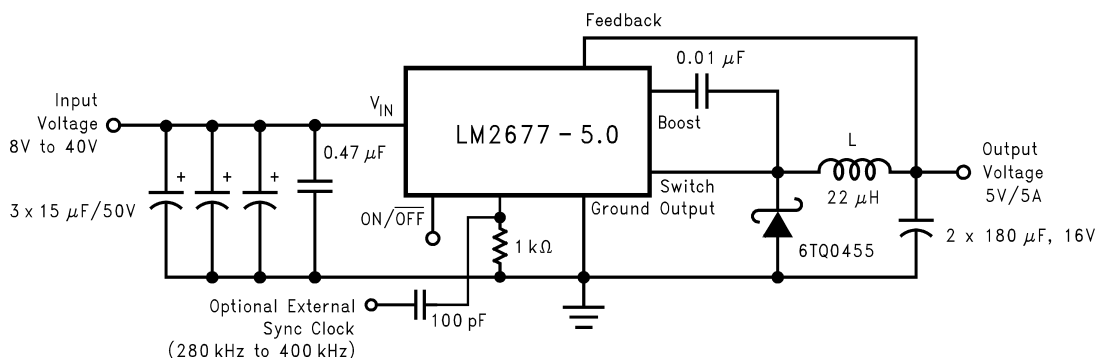 Feedback
0.01 μF
Input
Voltage
8V to 40V
V_IN
LM2677 - 5.0
Boost
0.47 μF
L
Output
Voltage
5V/5A
+
+
+
3 x 15 μF/50V
ON/O̅F̅F̅
Ground
Switch
Output
22 μH
1 kΩ
6TQ045S
2 x 180 μF, 16V
Optional External
Sync Clock
(280 kHz to 400 kHz)
100 pF